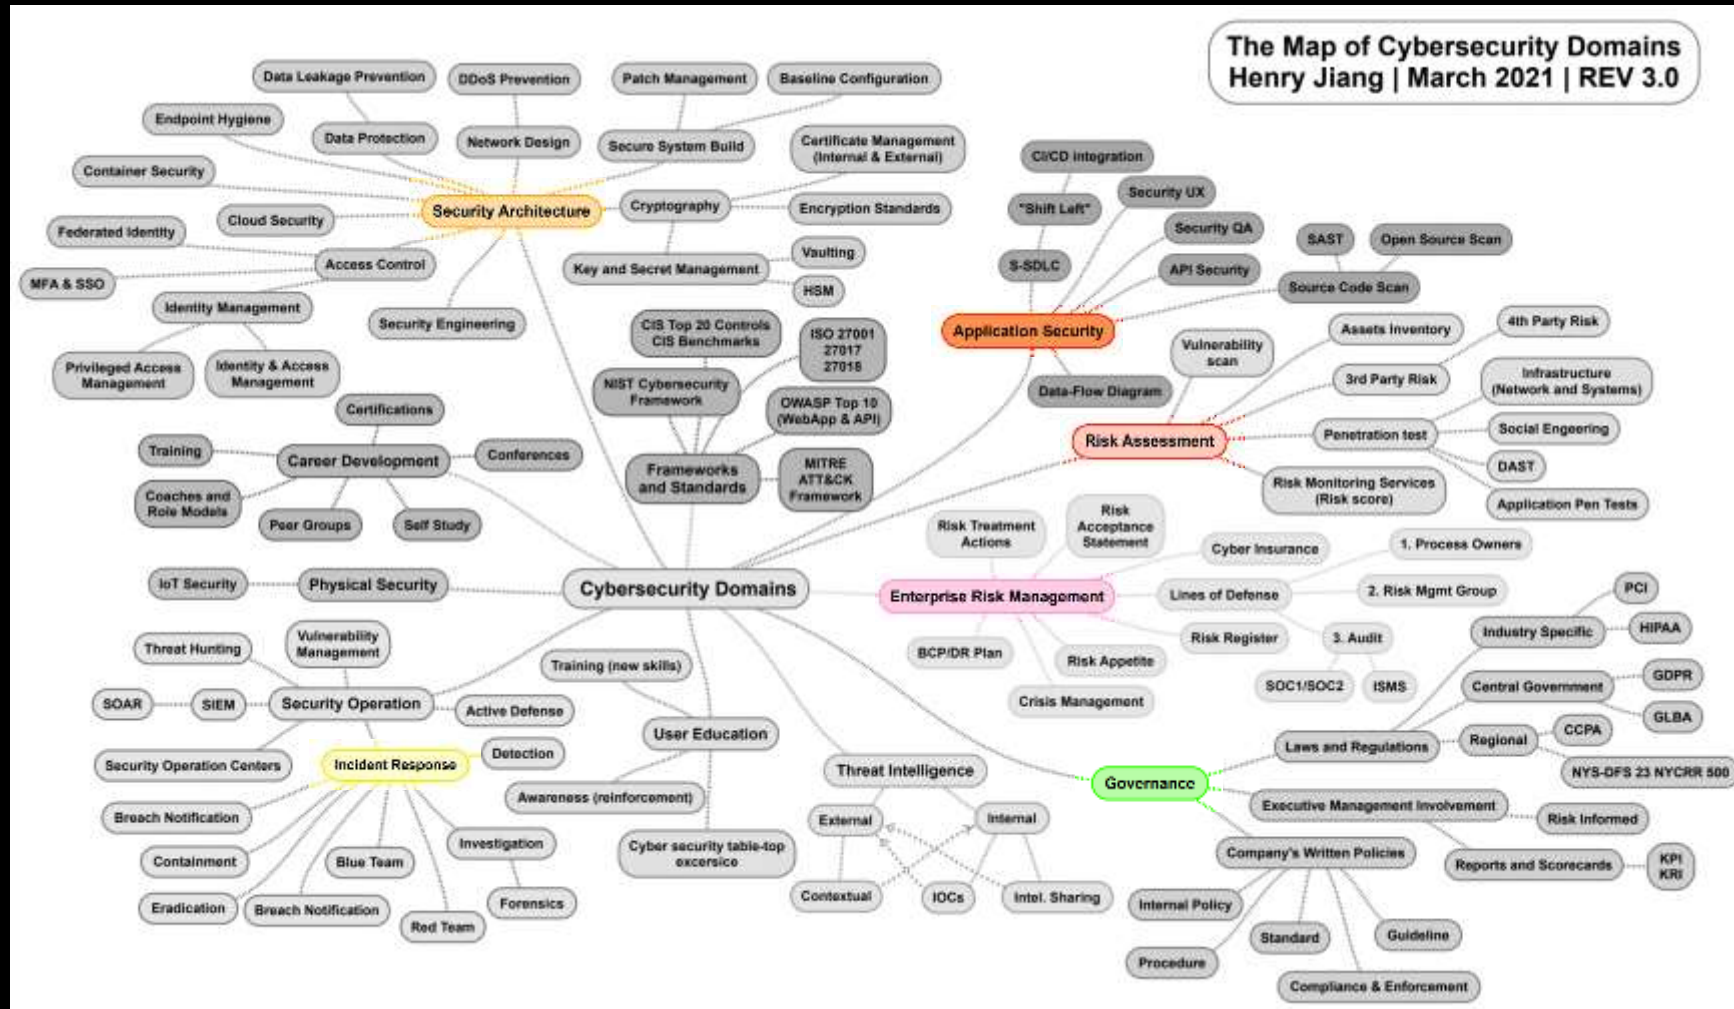 The Map of Cybersecurity Domains
Henry Jiang | March 2021 | REV 3.0
Data Leakage Prevention
DDoS Prevention
Patch Management
Baseline Configuration
Endpoint Hygiene
Data Protection
Network Design
Secure System Build
Certificate Management
(Internal & External)
Container Security
Security Architecture
Cryptography
Encryption Standards
Cloud Security
Federated Identity
Access Control
Key and Secret Management
Vaulting
HSM
MFA & SSO
Identity Management
Security Engineering
Privileged Access
Management
Identity & Access
Management
CI/CD integration
"Shift Left"
Security UX
Security QA
S-SDLC
API Security
SAST
Open Source Scan
Source Code Scan
Application Security
Data-Flow Diagram
CIS Top 20 Controls
CIS Benchmarks
ISO 27001
27017
27018
NIST Cybersecurity
Framework
OWASP Top 10
(WebApp & API)
Frameworks
and Standards
MITRE
ATT&CK
Framework
Certifications
Training
Career Development
Conferences
Coaches and
Role Models
Peer Groups
Self Study
Vulnerability
scan
Assets Inventory
4th Party Risk
3rd Party Risk
Infrastructure
(Network and Systems)
Risk Assessment
Penetration test
Social Engeering
DAST
Risk Monitoring Services
(Risk score)
Application Pen Tests
IoT Security
Physical Security
Cybersecurity Domains
Risk Treatment
Actions
Risk
Acceptance
Statement
Cyber Insurance
1. Process Owners
Enterprise Risk Management
Lines of Defense
2. Risk Mgmt Group
Risk Register
3. Audit
BCP/DR Plan
Risk Appetite
SOC1/SOC2
ISMS
Crisis Management
Threat Hunting
Vulnerability
Management
SOAR
SIEM
Security Operation
Active Defense
Security Operation Centers
Incident Response
Detection
Breach Notification
Containment
Blue Team
Investigation
Eradication
Breach Notification
Red Team
Forensics
Training (new skills)
User Education
Awareness (reinforcement)
Cyber security table-top
excersice
Threat Intelligence
External
Internal
Contextual
IOCs
Intel. Sharing
PCI
Industry Specific
HIPAA
Central Government
GDPR
GLBA
Laws and Regulations
Regional
CCPA
NYS-DFS 23 NYCRR 500
Governance
Executive Management Involvement
Risk Informed
Company's Written Policies
Reports and Scorecards
KPI
KRI
Internal Policy
Standard
Guideline
Procedure
Compliance & Enforcement